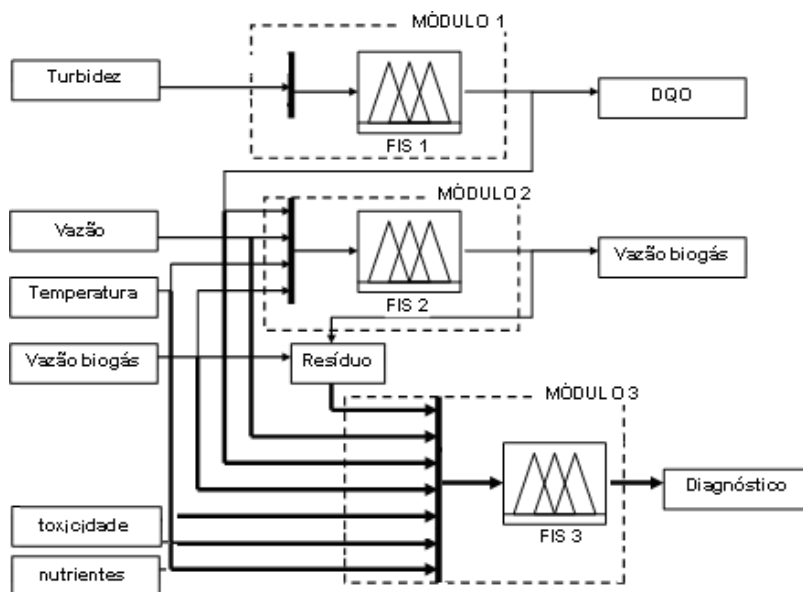 MÓDULO 1
Turbidez
DQO
FIS 1
MÓDULO 2
Vazão
Vazão biogás
Temperatura
FIS 2
Vazão biogás
Resíduo
MÓDULO 3
Diagnóstico
toxicidade
FIS 3
nutrientes